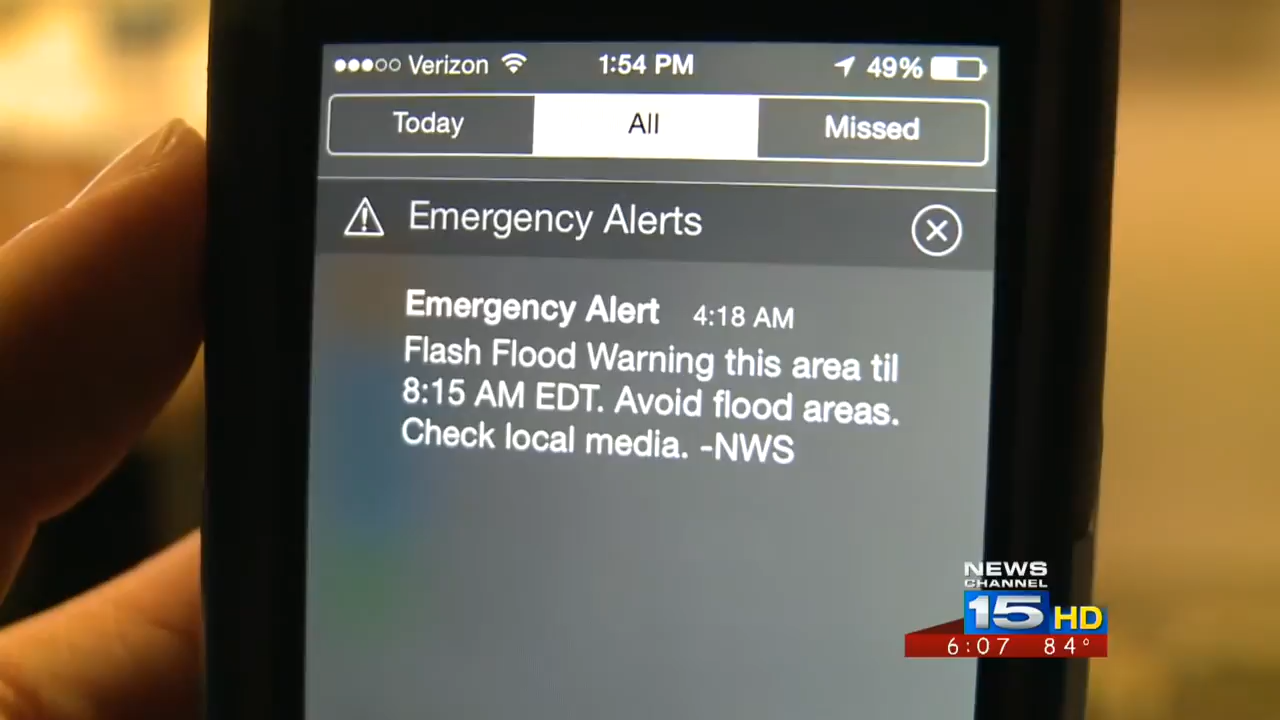 Verizon 1:54 PM 49%
Today All Missed
Emergency Alerts
Emergency Alert 4:18 AM
Flash Flood Warning this area til
8:15 AM EDT. Avoid flood areas.
Check local media. -NWS
NEWS
CHANNEL
15 HD
6:07 84°